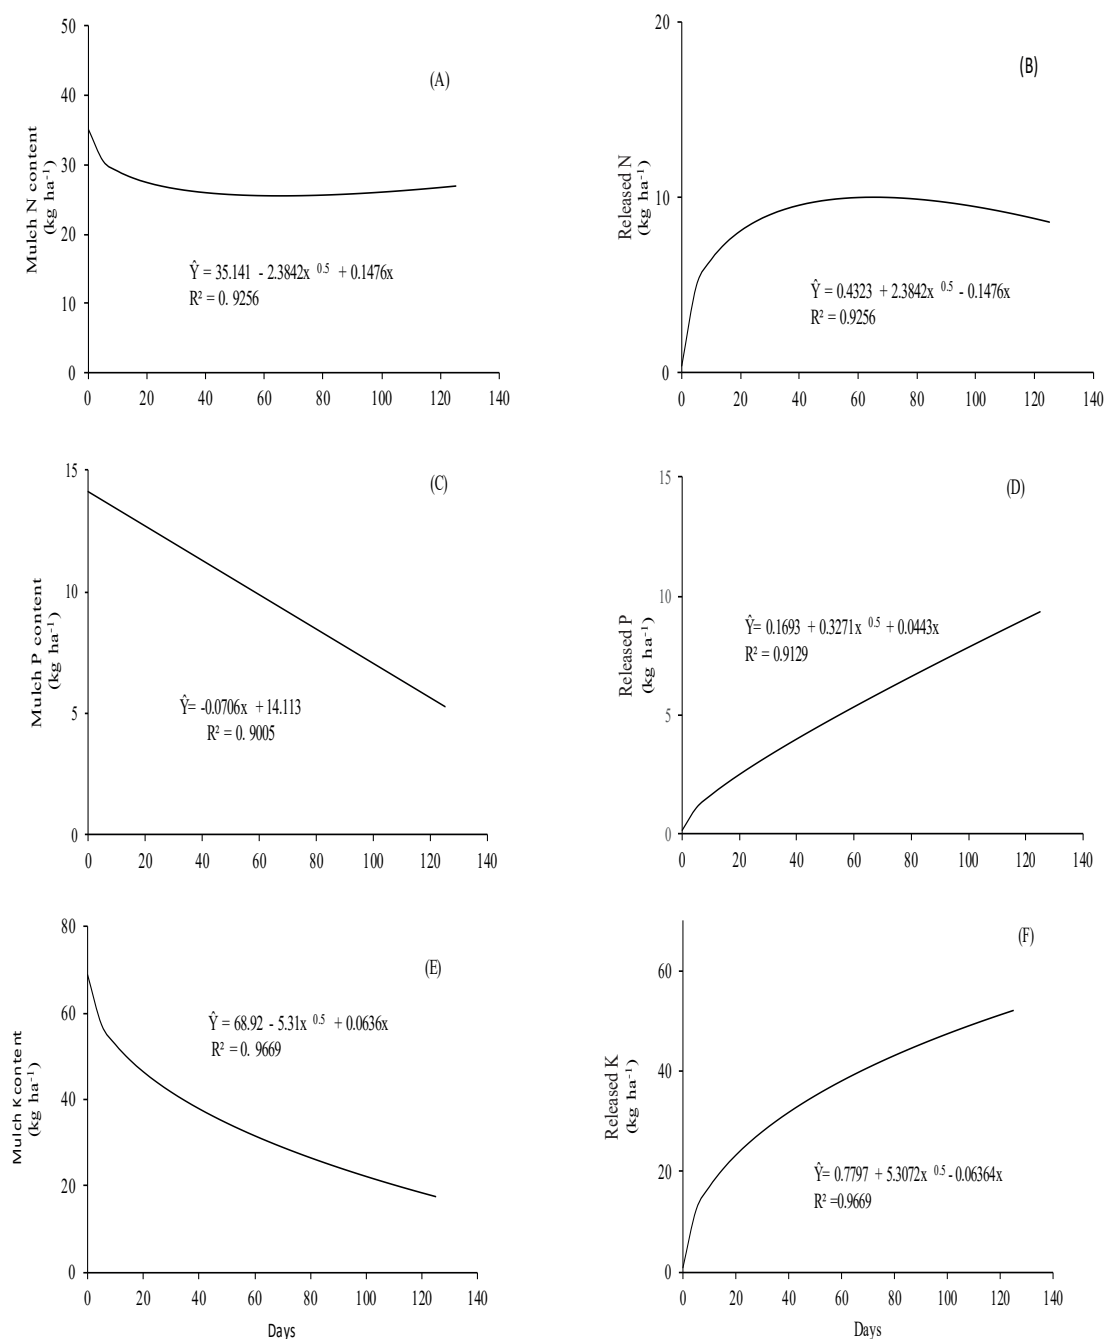 50
40
30
20
10
0
Mulch N content
(kg ha⁻¹)
(A)
Ŷ = 35.141 - 2.3842x ⁰·⁵ + 0.1476x
R² = 0. 9256
0 20 40 60 80 100 120 140
20
10
0
Released N
(kg ha⁻¹)
(B)
Ŷ = 0.4323 + 2.3842x ⁰·⁵ - 0.1476x
R² = 0.9256
0 20 40 60 80 100 120 140
15
10
5
0
Mulch P content
(kg ha⁻¹)
(C)
Ŷ= -0.0706x + 14.113
R² = 0. 9005
0 20 40 60 80 100 120 140
15
10
5
0
Released P
(kg ha⁻¹)
(D)
Ŷ= 0.1693 + 0.3271x ⁰·⁵ + 0.0443x
R² = 0.9129
0 20 40 60 80 100 120 140
80
60
40
20
0
Mulch Kcontent
(kg ha⁻¹)
(E)
Ŷ = 68.92 - 5.31x ⁰·⁵ + 0.0636x
R² = 0. 9669
0 20 40 60 80 100 120 140
Days
60
40
20
0
Released K
(kg ha⁻¹)
(F)
Ŷ= 0.7797 + 5.3072x ⁰·⁵ - 0.06364x
R² =0.9669
0 20 40 60 80 100 120 140
Days